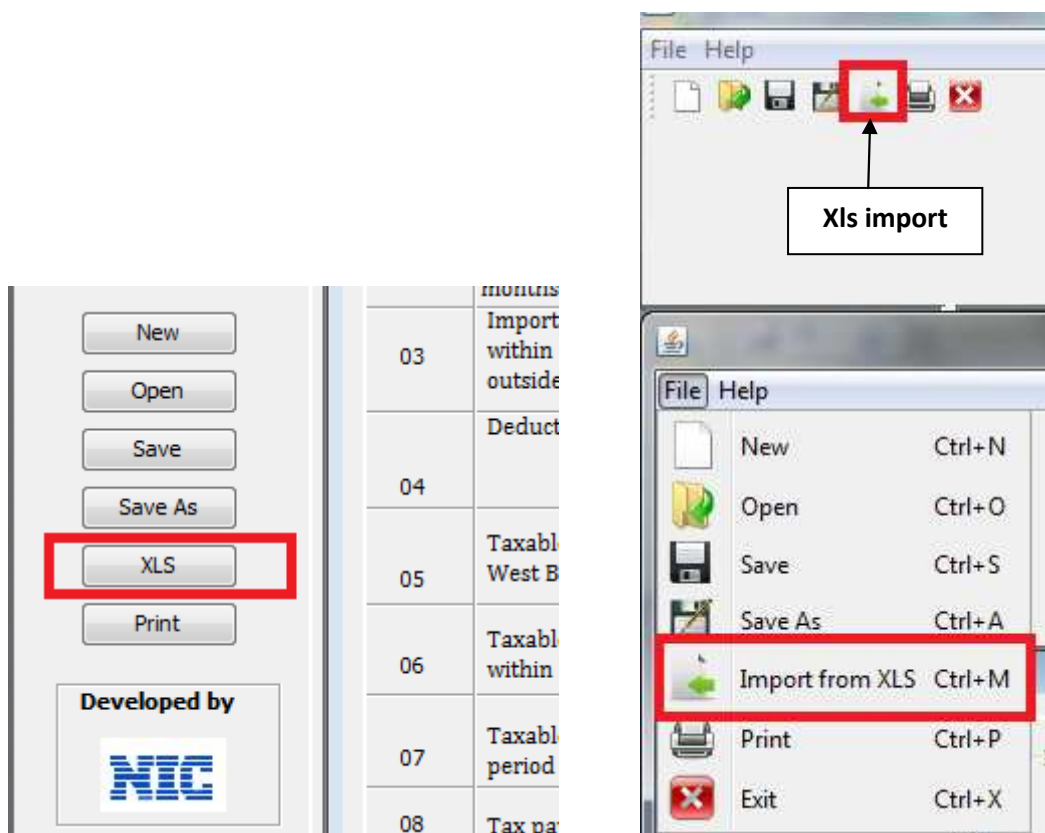 File Help
Xls import
New
Open
Save
Save As
XLS
Print
Developed by
NIC
months
03
Import
within
outside
Deduct
04
05
Taxabl
West B
06
Taxabl
within
07
Taxabl
period
08
Tax pa
File Help
New Ctrl+N
Open Ctrl+O
Save Ctrl+S
Save As Ctrl+A
Import from XLS Ctrl+M
Print Ctrl+P
Exit Ctrl+X